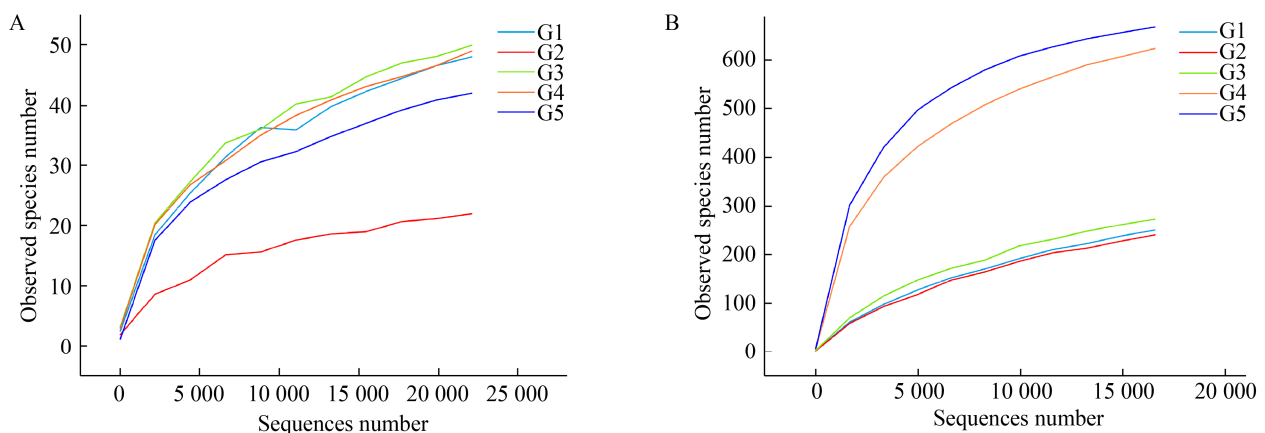 A
Observed species number
50
40
30
20
10
0
0 5 000 10 000 15 000 20 000 25 000
Sequences number
G1
G2
G3
G4
G5
B
Observed species number
600
500
400
300
200
100
0
0 5 000 10 000 15 000 20 000
Sequences number
G1
G2
G3
G4
G5